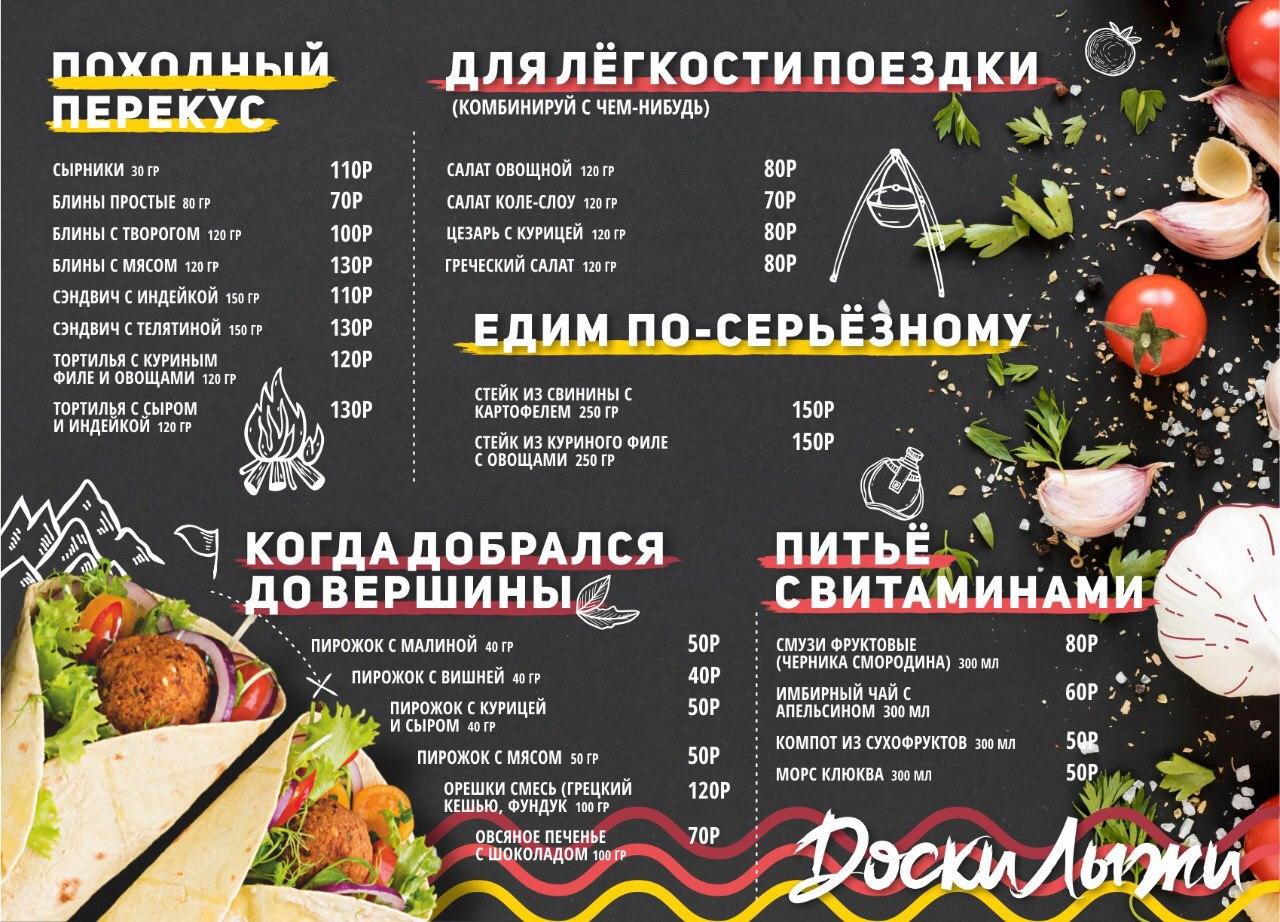 ПОХОДНЫЙ
ПЕРЕКУС
СЫРНИКИ 30 ГР 110Р
БЛИНЫ ПРОСТЫЕ 80 ГР 70Р
БЛИНЫ С ТВОРОГОМ 120 ГР 100Р
БЛИНЫ С МЯСОМ 120 ГР 130Р
СЭНДВИЧ С ИНДЕЙКОЙ 150 ГР 110Р
СЭНДВИЧ С ТЕЛЯТИНОЙ 150 ГР 130Р
ТОРТИЛЬЯ С КУРИНЫМ 120Р
ФИЛЕ И ОВОЩАМИ 120 ГР
ТОРТИЛЬЯ С СЫРОМ 130Р
И ИНДЕЙКОЙ 120 ГР
ДЛЯ ЛЁГКОСТИ ПОЕЗДКИ
(КОМБИНИРУЙ С ЧЕМ-НИБУДЬ)
САЛАТ ОВОЩНОЙ 120 ГР 80Р
САЛАТ КОЛЕ-СЛОУ 120 ГР 70Р
ЦЕЗАРЬ С КУРИЦЕЙ 120 ГР 80Р
ГРЕЧЕСКИЙ САЛАТ 120 ГР 80Р
ЕДИМ ПО-СЕРЬЁЗНОМУ
СТЕЙК ИЗ СВИНИНЫ С
КАРТОФЕЛЕМ 250 ГР 150Р
СТЕЙК ИЗ КУРИНОГО ФИЛЕ 150Р
С ОВОЩАМИ 250 ГР
КОГДА ДОБРАЛСЯ
ДО ВЕРШИНЫ
ПИРОЖОК С МАЛИНОЙ 40 ГР 50Р
ПИРОЖОК С ВИШНЕЙ 40 ГР 40Р
ПИРОЖОК С КУРИЦЕЙ 50Р
И СЫРОМ 40 ГР
ПИРОЖОК С МЯСОМ 50 ГР 50Р
ОРЕШКИ СМЕСЬ (ГРЕЦКИЙ 120Р
КЕШЬЮ, ФУНДУК 100 ГР
ОВСЯНОЕ ПЕЧЕНЬЕ 70Р
С ШОКОЛАДОМ 100 ГР
ПИТЬЁ
С ВИТАМИНАМИ
СМУЗИ ФРУКТОВЫЕ 80Р
(ЧЕРНИКА СМОРОДИНА) 300 МЛ
ИМБИРНЫЙ ЧАЙ С 60Р
АПЕЛЬСИНОМ 300 МЛ
КОМПОТ ИЗ СУХОФРУКТОВ 300 МЛ 50Р
МОРС КЛЮКВА 300 МЛ 50Р
Доски Лыжи